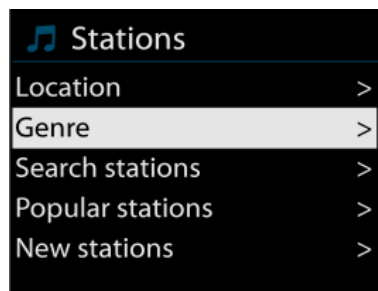 Stations
Location >
Genre >
Search stations >
Popular stations >
New stations >